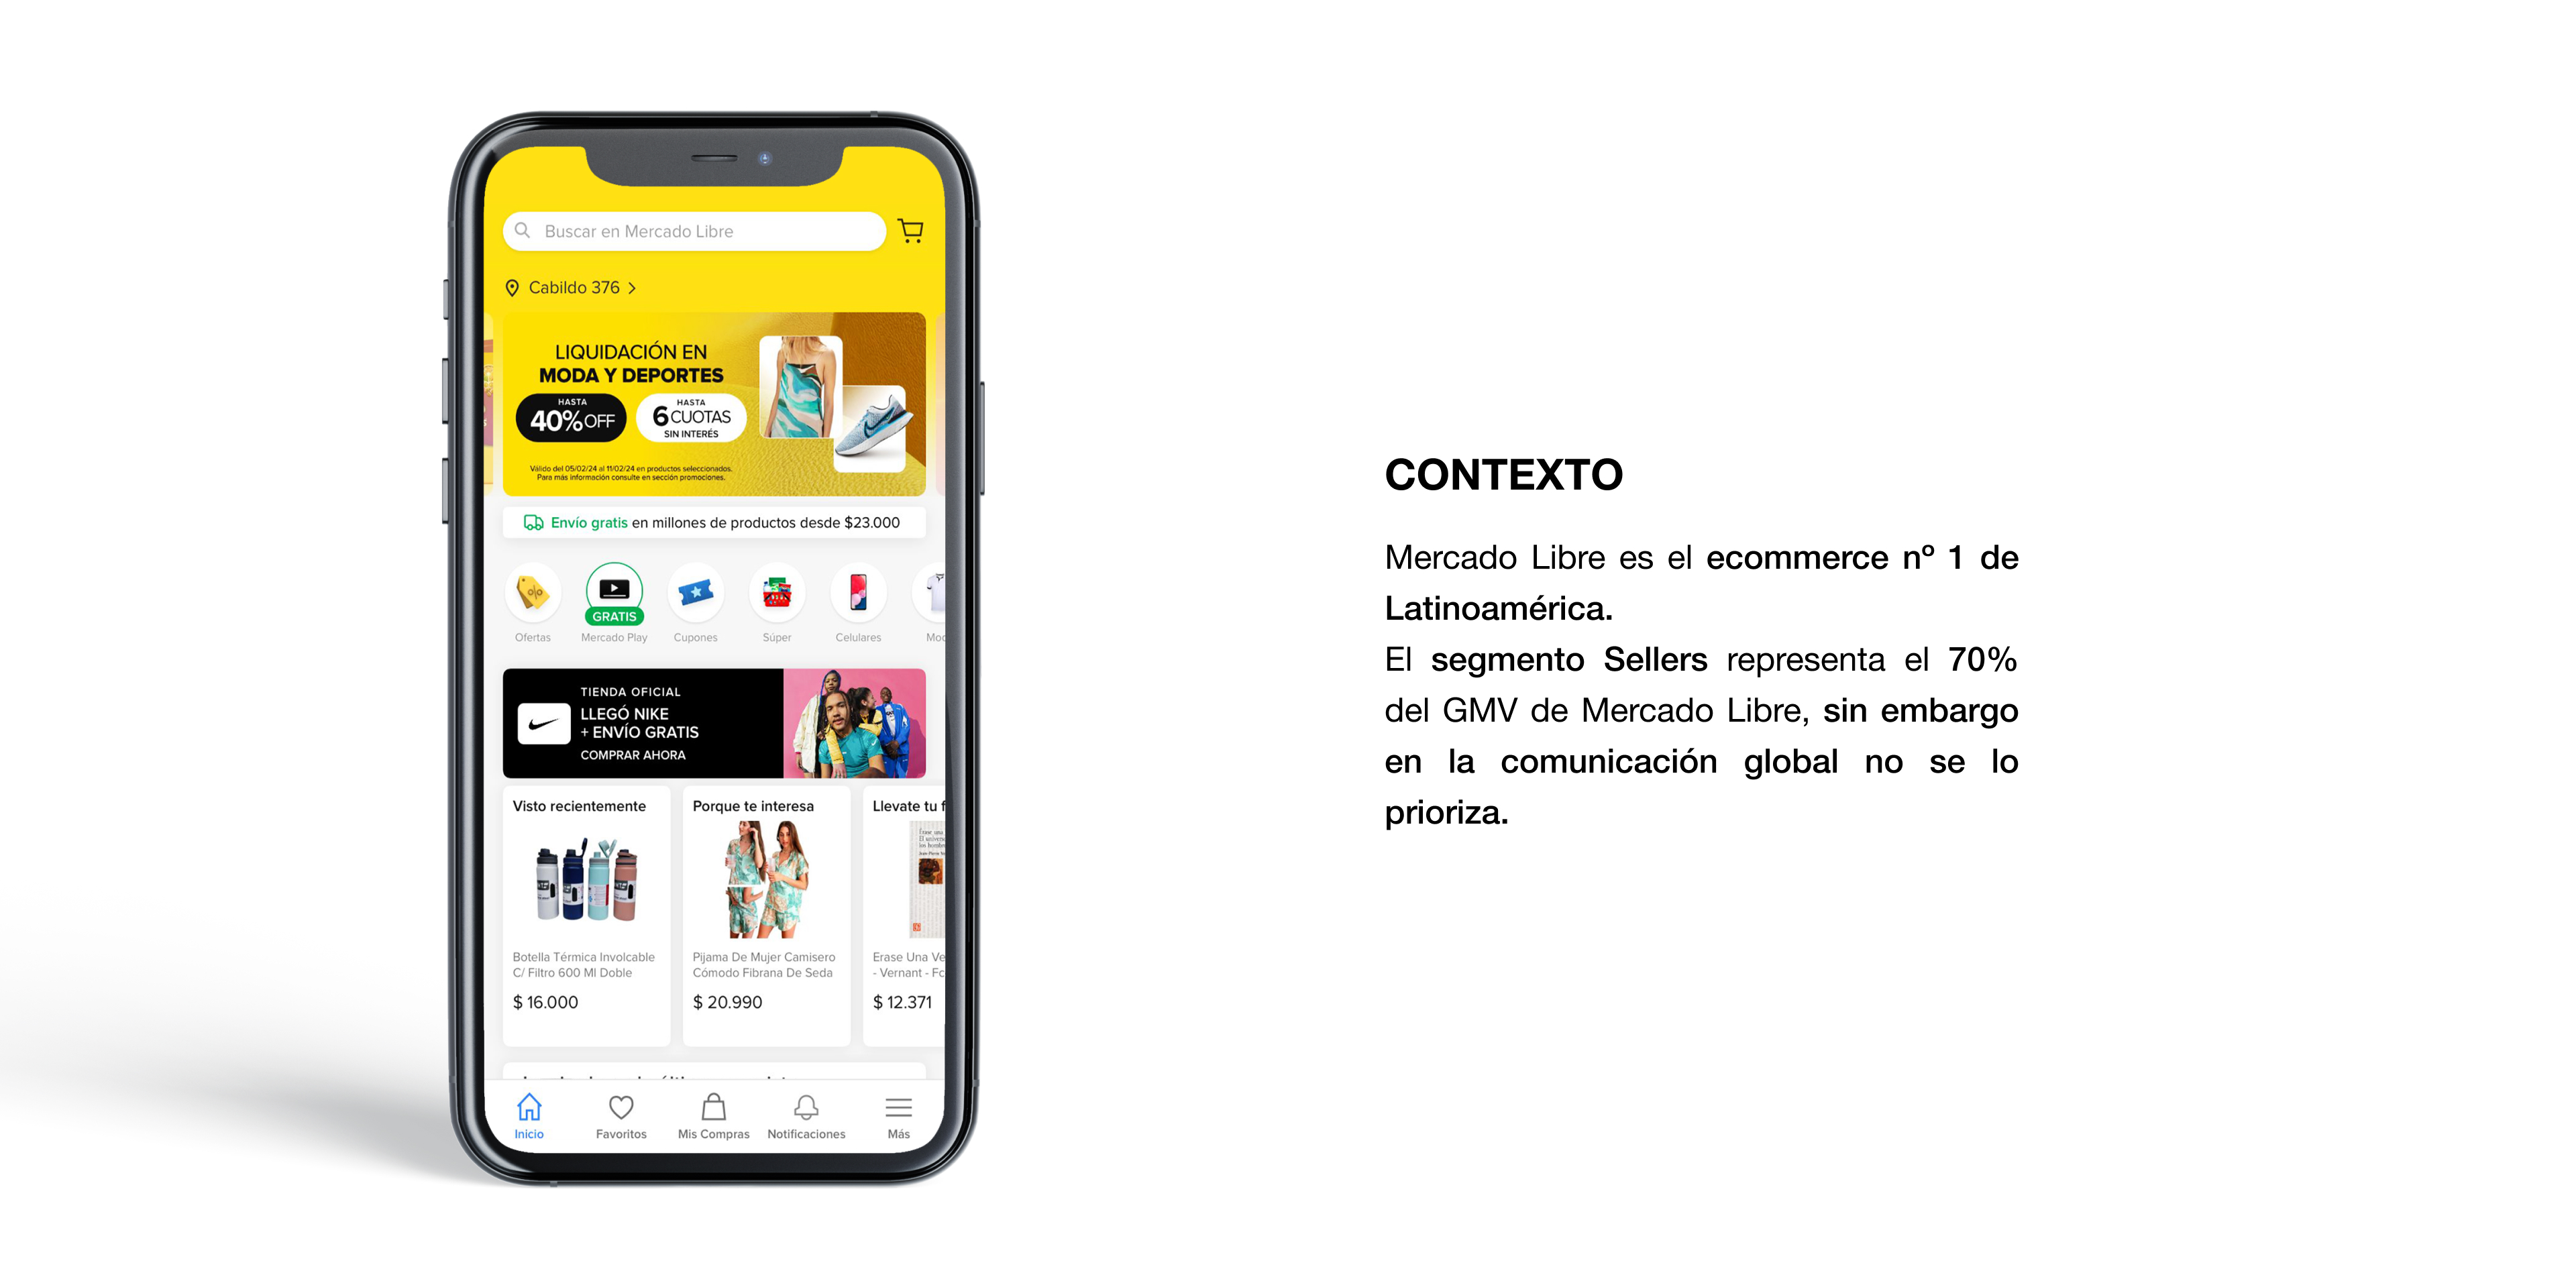 Buscar en Mercado Libre
Cabildo 376
LIQUIDACIÓN EN
MODA Y DEPORTES
HASTA
40% OFF
HASTA
6 CUOTAS
SIN INTERÉS
Válido del 05/02/24 al 11/02/24 en productos seleccionados.
Para más información consulte en sección promociones.
Envío gratis en millones de productos desde $23.000
GRATIS
Ofertas
Mercado Play
Cupones
Súper
Celulares
TIENDA OFICIAL
LLEGÓ NIKE
+ ENVÍO GRATIS
COMPRAR AHORA
Visto recientemente
Porque te interesa
Llevate tu
Botella Térmica Involcable
C/ Filtro 600 Ml Doble
$ 16.000
Pijama De Mujer Camisero
Cómodo Fibrana De Seda
$ 20.990
Erase Una Ve
- Vernant - Fc
$ 12.371
Inicio
Favoritos
Mis Compras
Notificaciones
Más
CONTEXTO
Mercado Libre es el ecommerce nº 1 de
Latinoamérica.
El segmento Sellers representa el 70%
del GMV de Mercado Libre, sin embargo
en la comunicación global no se lo
prioriza.